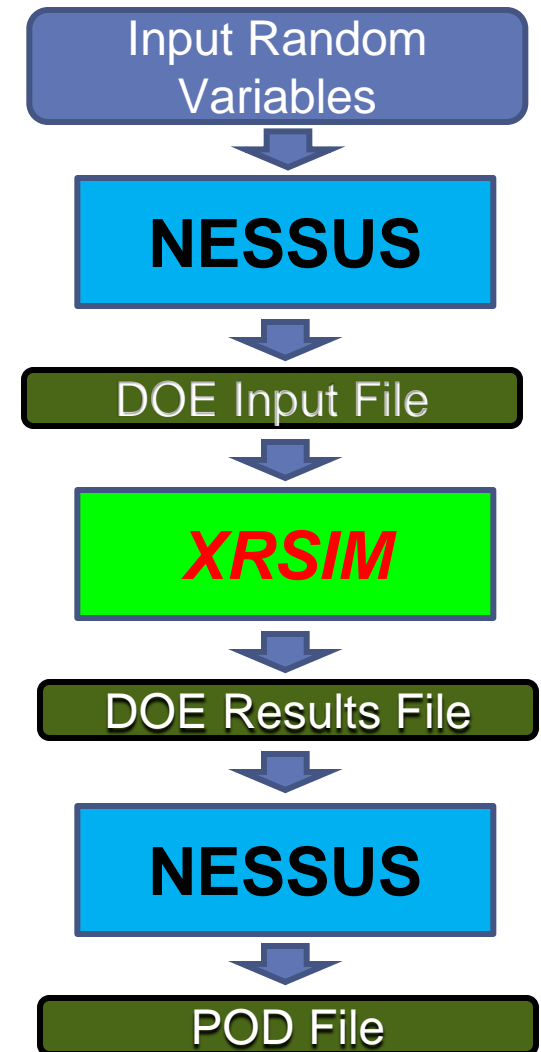 Input Random
Variables
NESSUS
DOE Input File
XRSIM
DOE Results File
NESSUS
POD File